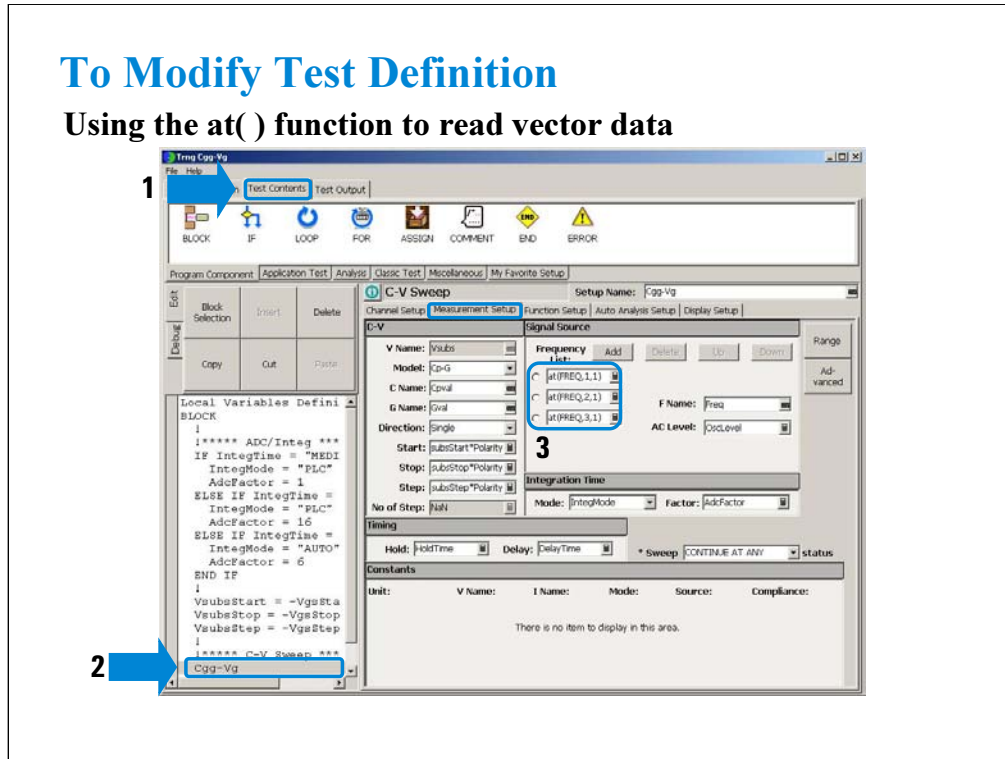 To Modify Test Definition
Using the at( ) function to read vector data
Trng Cgg-Vg
File Help
1
Test Contents Test Output
BLOCK IF LOOP FOR ASSIGN COMMENT END ERROR
Program Component Application Test Analysis Classic Test Miscellaneous My Favorite Setup
Edit
Debug
Block Selection Insert Delete
Copy Cut Paste
C-V Sweep Setup Name: Cgg-Vg
Channel Setup Measurement Setup Function Setup Auto Analysis Setup Display Setup
C-V Signal Source
V Name: Vsubs
Model: Cp-G
C Name: Cpval
G Name: Gval
Direction: Single
Start: subsStart*Polarity
Stop: subsStop*Polarity
Step: subsStep*Polarity
No of Step: NaN
Frequency List: Add Delete Up Down
at(FREQ,1,1)
at(FREQ,2,1)
at(FREQ,3,1)
3
F Name: Freq
AC Level: OscLevel
Range
Ad-
vanced
Integration Time
Mode: IntegMode Factor: AdcFactor
Timing
Hold: HoldTime Delay: DelayTime * Sweep CONTINUE AT ANY status
Constants
Unit: V Name: I Name: Mode: Source: Compliance:
There is no item to display in this area.
Local Variables Defini
BLOCK
!
!***** ADC/Integ ***
IF IntegTime = "MEDI
IntegMode = "PLC"
AdcFactor = 1
ELSE IF IntegTime =
IntegMode = "PLC"
AdcFactor = 16
ELSE IF IntegTime =
IntegMode = "AUTO"
AdcFactor = 6
END IF
!
VsubsStart = -VgsSta
VsubsStop = -VgsStop
VsubsStep = -VgsStep
!
!***** C-V Sweep ***
2
Cgg-Vg